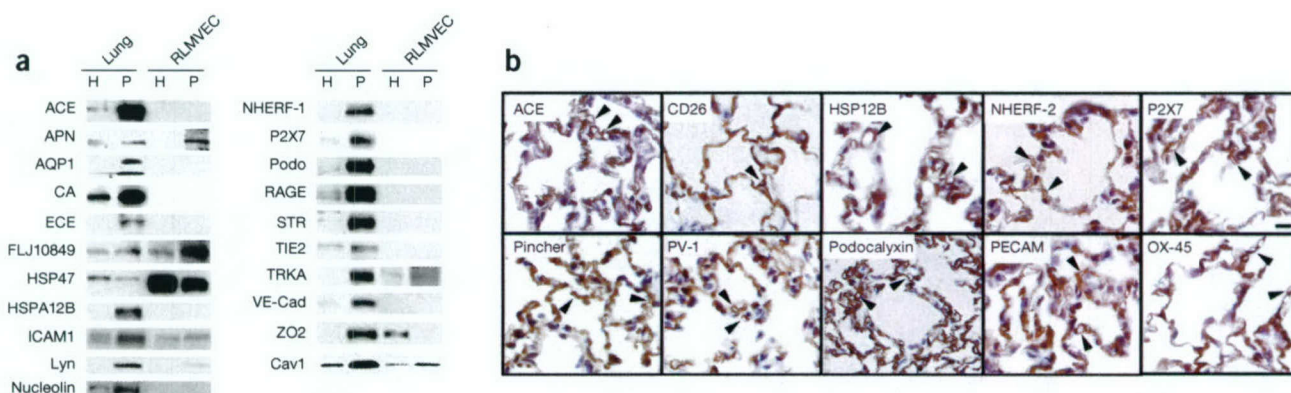 a
Lung RLMVEC
H P H P
ACE
APN
AQP1
CA
ECE
FLJ10849
HSP47
HSPA12B
ICAM1
Lyn
Nucleolin
Lung RLMVEC
H P H P
NHERF-1
P2X7
Podo
RAGE
STR
TIE2
TRKA
VE-Cad
ZO2
Cav1
b
ACE CD26 HSP12B NHERF-2 P2X7
Pincher PV-1 Podocalyxin PECAM OX-45